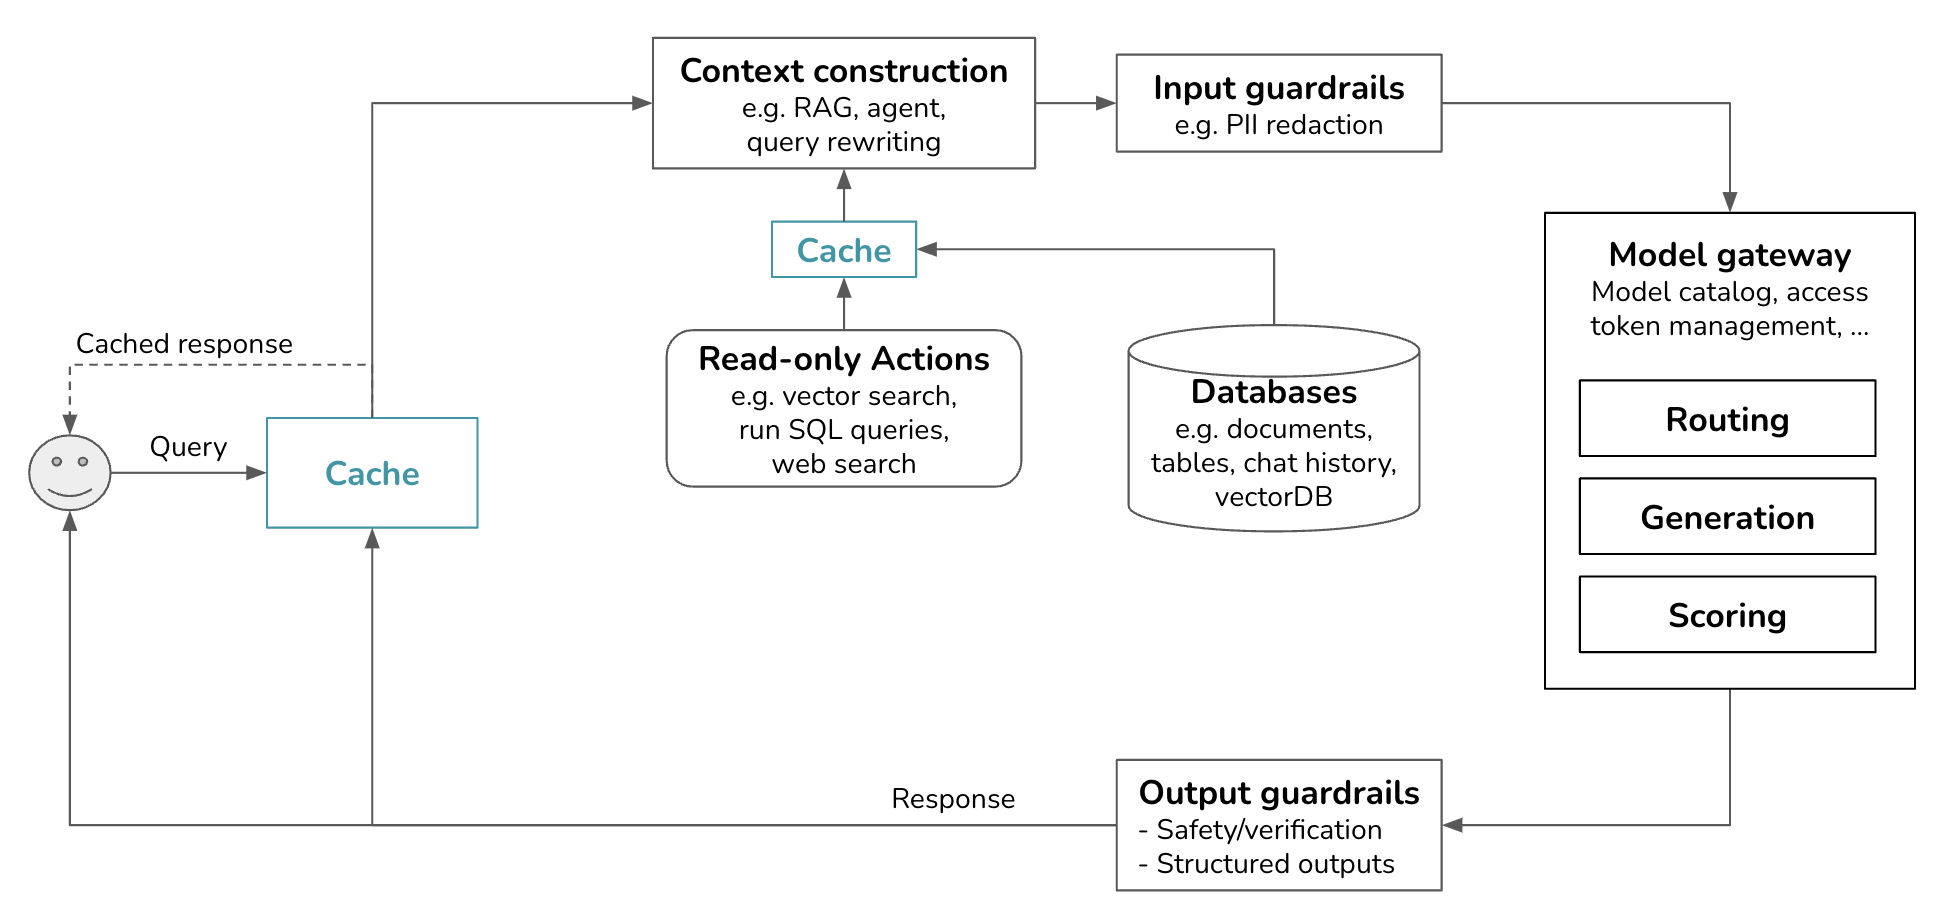 Context construction
e.g. RAG, agent,
query rewriting
Input guardrails
e.g. PII redaction
Cache
Model gateway
Model catalog, access
token management, ...
Cached response
Read-only Actions
e.g. vector search,
run SQL queries,
web search
Databases
e.g. documents,
tables, chat history,
vectorDB
Routing
Query
Cache
Generation
Scoring
Response
Output guardrails
- Safety/verification
- Structured outputs